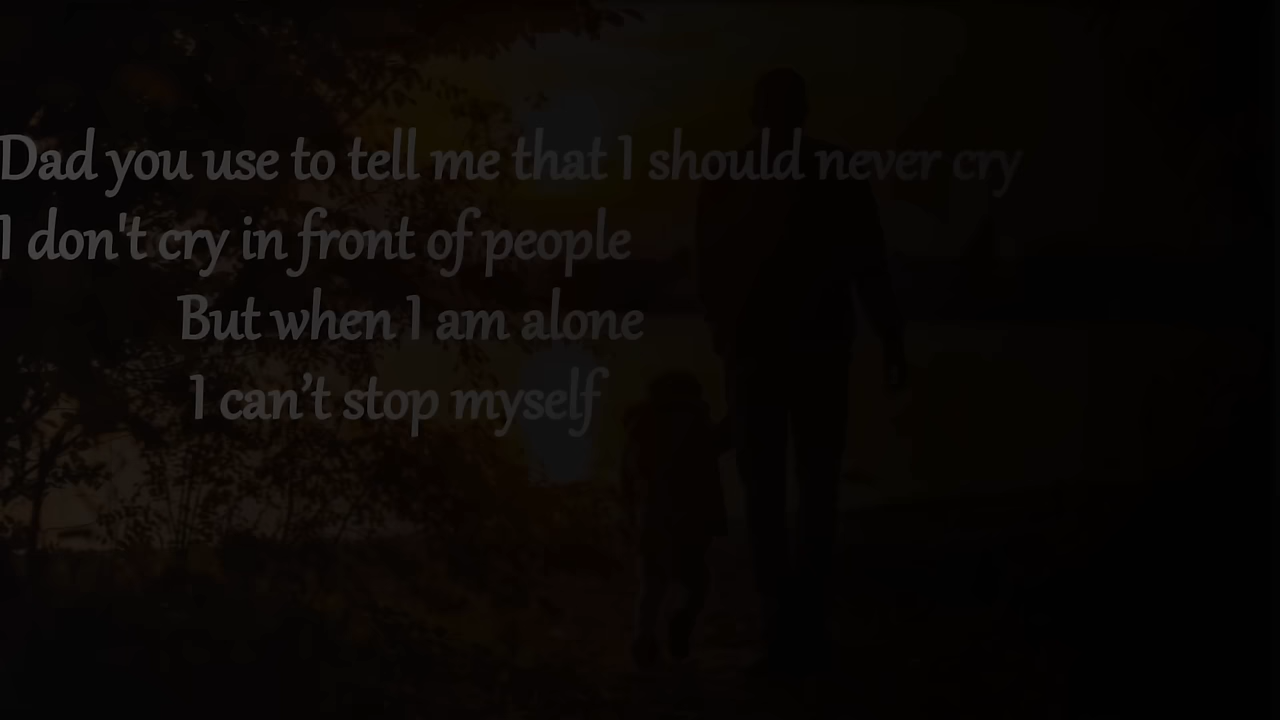 Dad you use to tell me that I should never cry
I don't cry in front of people
But when I am alone
I can’t stop myself